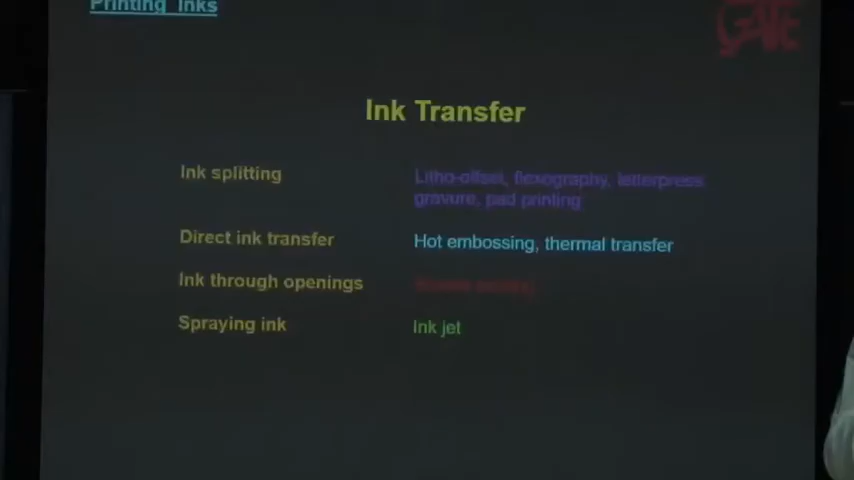 Printing Inks
Ink Transfer
Ink splitting
Litho-offset, flexography, letterpress
gravure, pad printing
Direct ink transfer
Hot embossing, thermal transfer
Ink through openings
Spraying ink
Ink jet